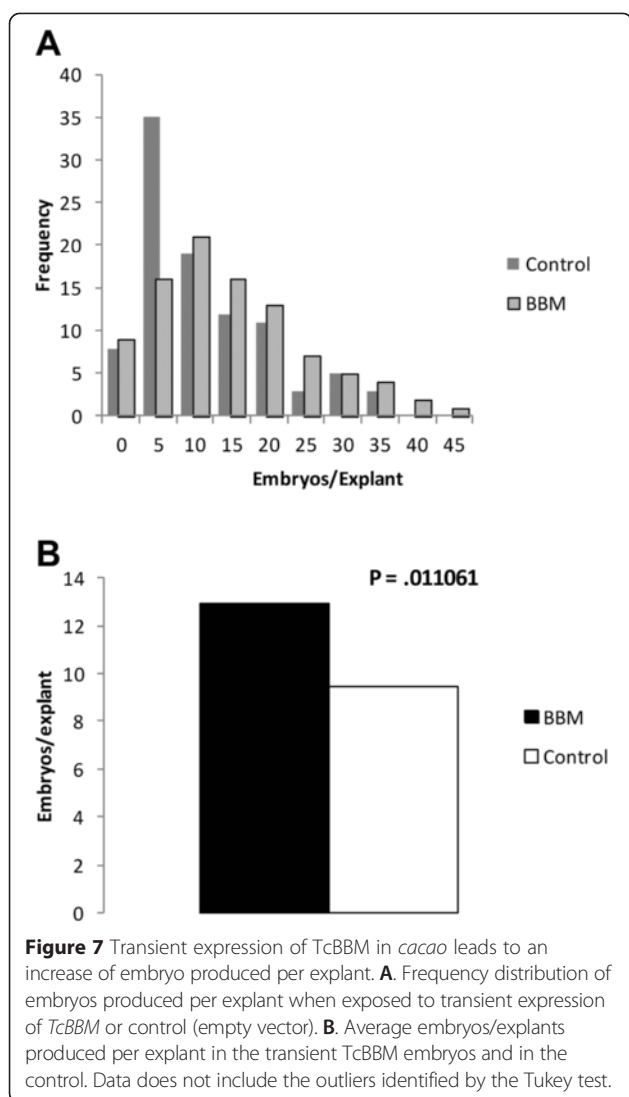 A
40
35
30
25
20
15
10
5
0
Frequency
Control
BBM
0 5 10 15 20 25 30 35 40 45
Embryos/Explant
B
14
12
10
8
6
4
2
0
Embryos/explant
P = .011061
BBM
Control
Figure 7 Transient expression of TcBBM in cacao leads to an
increase of embryo produced per explant. A. Frequency distribution of
embryos produced per explant when exposed to transient expression
of TcBBM or control (empty vector). B. Average embryos/explants
produced per explant in the transient TcBBM embryos and in the
control. Data does not include the outliers identified by the Tukey test.